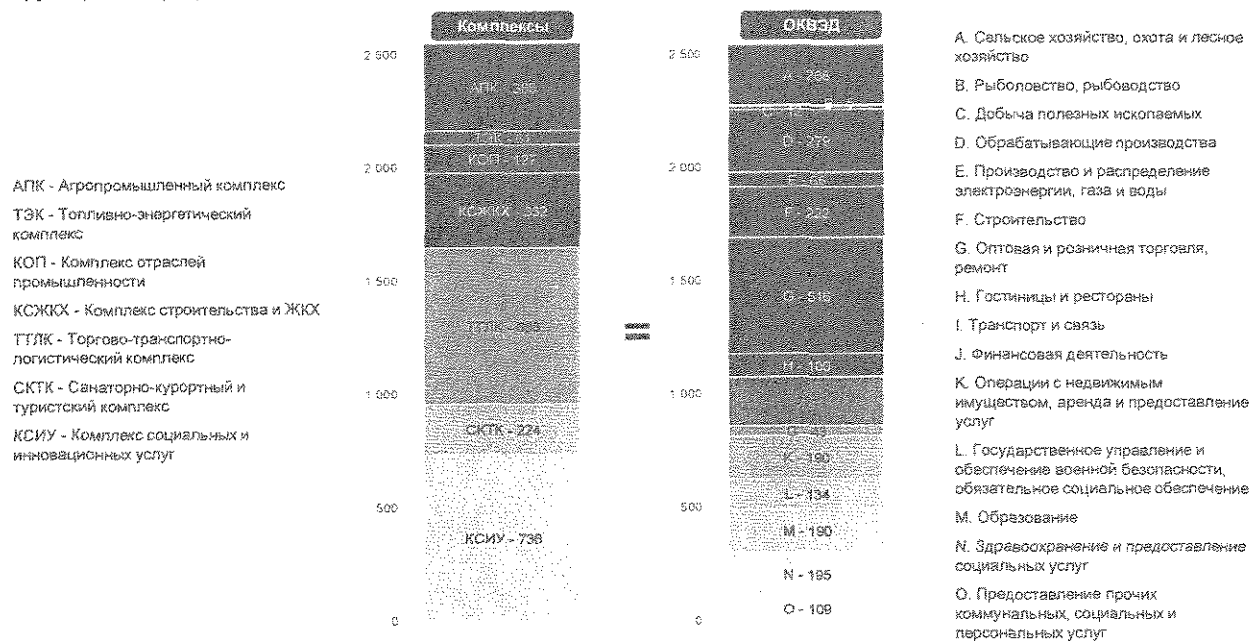 Комплексы
ОКВЭД
2 500
2 000
1 500
1 000
500
0
АПК - Агропромышленный комплекс
ТЭК - Топливно-энергетический
комплекс
КОП - Комплекс отраслей
промышленности
КСЖКХ - Комплекс строительства и ЖКХ
ТТЛК - Торгово-транспортно-
логистический комплекс
СКТК - Санаторно-курортный и
туристский комплекс
КСИУ - Комплекс социальных и
инновационных услуг
АПК -
ТЭК -
КОП - 127
КСЖКХ - 332
ТТЛК -
СКТК - 224
КСИУ - 736
=
2 500
2 000
1 500
1 000
500
0
D - 279
F - 222
G - 516
H - 100
K - 190
L - 134
M - 190
N - 195
O - 109
A. Сельское хозяйство, охота и лесное
хозяйство
B. Рыболовство, рыбоводство
C. Добыча полезных ископаемых
D. Обрабатывающие производства
E. Производство и распределение
электроэнергии, газа и воды
F. Строительство
G. Оптовая и розничная торговля,
ремонт
H. Гостиницы и рестораны
I. Транспорт и связь
J. Финансовая деятельность
K. Операции с недвижимым
имуществом, аренда и предоставление
услуг
L. Государственное управление и
обеспечение военной безопасности,
обязательное социальное обеспечение
M. Образование
N. Здравоохранение и предоставление
социальных услуг
O. Предоставление прочих
коммунальных, социальных и
персональных услуг